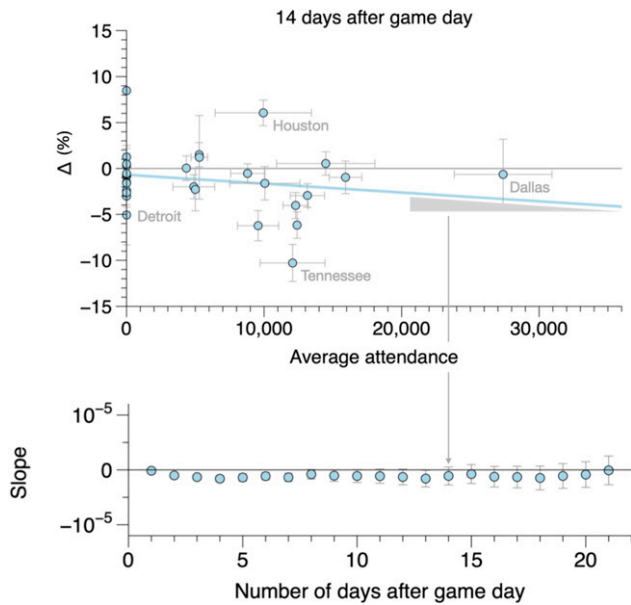 14 days after game day
15
10
5
0
−5
−10
−15
Δ (%)
Houston
Dallas
Detroit
Tennessee
0
10,000
20,000
30,000
Average attendance
10⁻⁵
0
−10⁻⁵
Slope
0
5
10
15
20
Number of days after game day